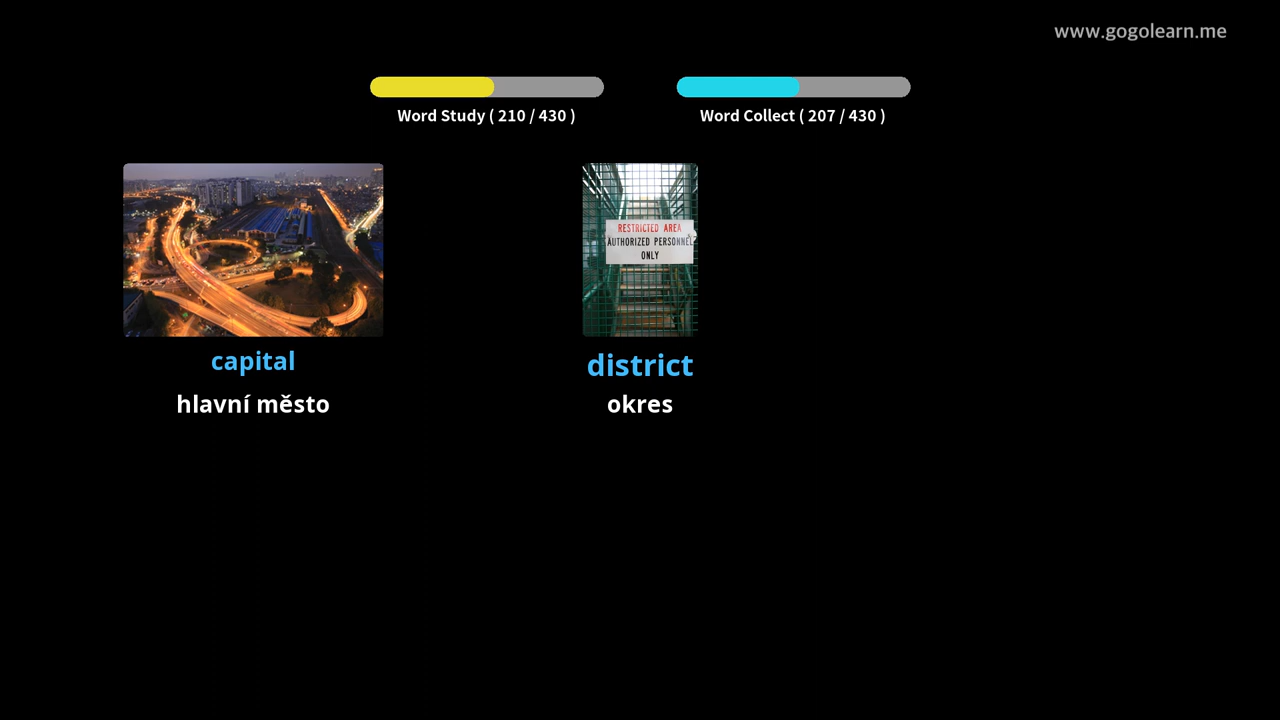 www.gogolearn.me
Word Study ( 210 / 430 )
Word Collect ( 207 / 430 )
RESTRICTED AREA
AUTHORIZED PERSONNEL
ONLY
capital
district
hlavní město
okres